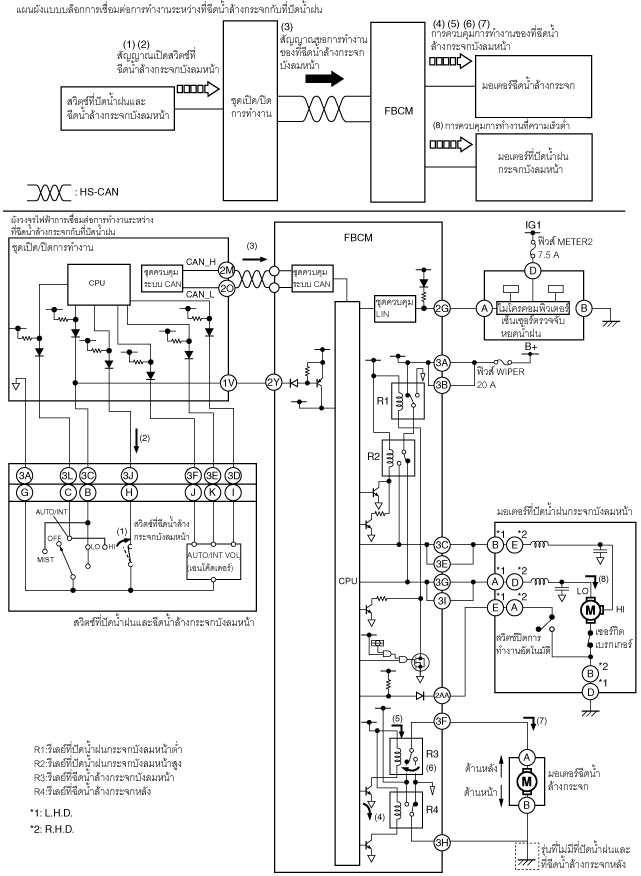 แผนผังแบบบล็อกการเชื่อมต่อการทำงานระหว่างที่ฉีดน้ำล้างกระจกกับที่ปัดน้ำฝน
(1) (2)
สัญญาณเปิดสวิตช์ที่
ฉีดน้ำล้างกระจกบังลมหน้า
(3)
สัญญาณขอการทำงาน
ของที่ฉีดน้ำล้างกระจก
บังลมหน้า
(4) (5) (6) (7)
การควบคุมการทำงานของที่ฉีดน้ำ
ล้างกระจกบังลมหน้า
สวิตช์ที่ปัดน้ำฝนและ
ฉีดน้ำล้างกระจกบังลมหน้า
ชุดเปิด/ปิด
การทำงาน
FBCM
มอเตอร์ฉีดน้ำล้างกระจก
(8) การควบคุมการทำงานที่ความเร็วต่ำ
มอเตอร์ที่ปัดน้ำฝน
กระจกบังลมหน้า
: HS-CAN
ผังวงจรไฟฟ้าการเชื่อมต่อการทำงานระหว่าง
ที่ฉีดน้ำล้างกระจกกับที่ปัดน้ำฝน
ชุดเปิด/ปิดการทำงาน
CPU
ชุดควบคุม
ระบบ CAN
CAN_H
CAN_L
2M
2O
(3)
FBCM
ชุดควบคุม
ระบบ CAN
ชุดควบคุม
LIN
2G
IG1
ฟิวส์ METER2
7.5 A
D
A
ไมโครคอมพิวเตอร์
B
เซ็นเซอร์ตรวจจับ
หยดน้ำฝน
B+
3A
ฟิวส์ WIPER
20 A
3B
1V
2Y
R1
R2
(2)
3A
3L
3C
3J
3F
3E
3D
G
C
B
H
J
K
I
AUTO/INT
OFF
MIST
LO
HI
(1)
สวิตช์ที่ฉีดน้ำล้าง
กระจกบังลมหน้า
AUTO/INT VOL
(เอนโค้ดเดอร์)
สวิตช์ที่ปัดน้ำฝนและฉีดน้ำล้างกระจกบังลมหน้า
CPU
3C
3E
3G
3I
2AA
มอเตอร์ที่ปัดน้ำฝนกระจกบังลมหน้า
*1
*2
B
E
*1
*2
A
D
*1
*2
E
A
(8)
LO
HI
M
สวิตช์ปิดการ
ทำงานอัตโนมัติ
เซอร์กิต
เบรกเกอร์
B
*2
D
*1
3F
(5)
R3
(6)
(4)
R4
3H
(7)
A
ด้านหลัง
M
มอเตอร์ฉีดน้ำ
ล้างกระจก
ด้านหน้า
B
รุ่นที่ไม่มีที่ปัดน้ำฝนและ
ที่ฉีดน้ำล้างกระจกหลัง
R1:รีเลย์ที่ปัดน้ำฝนกระจกบังลมหน้าต่ำ
R2:รีเลย์ที่ปัดน้ำฝนกระจกบังลมหน้าสูง
R3:รีเลย์ที่ฉีดน้ำล้างกระจกบังลมหน้า
R4:รีเลย์ที่ฉีดน้ำล้างกระจกหลัง
*1: L.H.D.
*2: R.H.D.